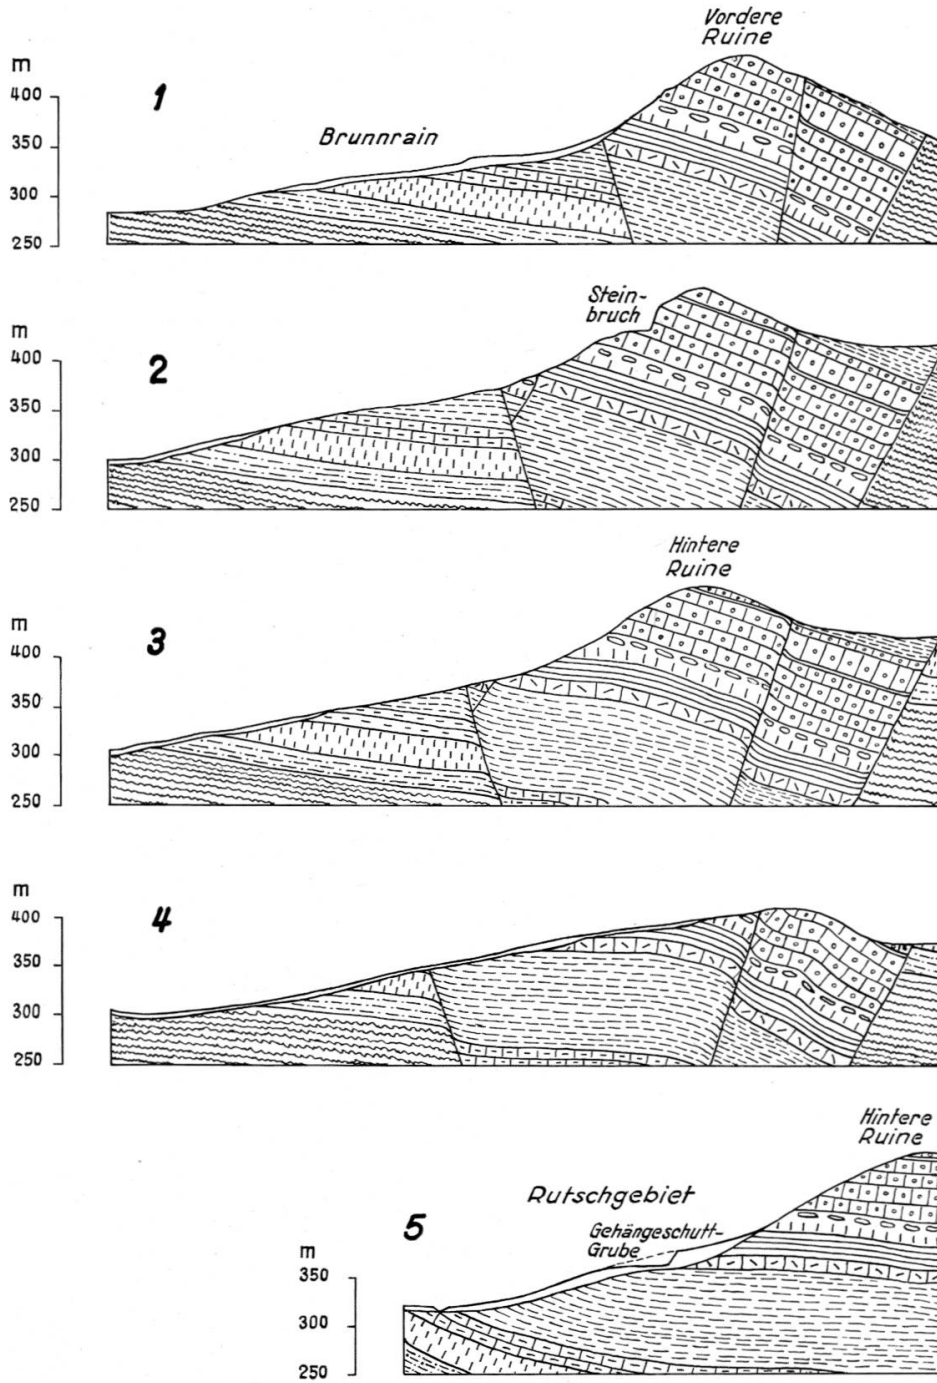 Vordere
Ruine
m
400
350
300
250
1
Brunnrain
m
400
350
300
250
2
Stein-
bruch
Hintere
Ruine
m
400
350
300
250
3
m
400
350
300
250
4
Hintere
Ruine
Rutschgebiet
5
Gehängeschutt-
Grube
m
350
300
250